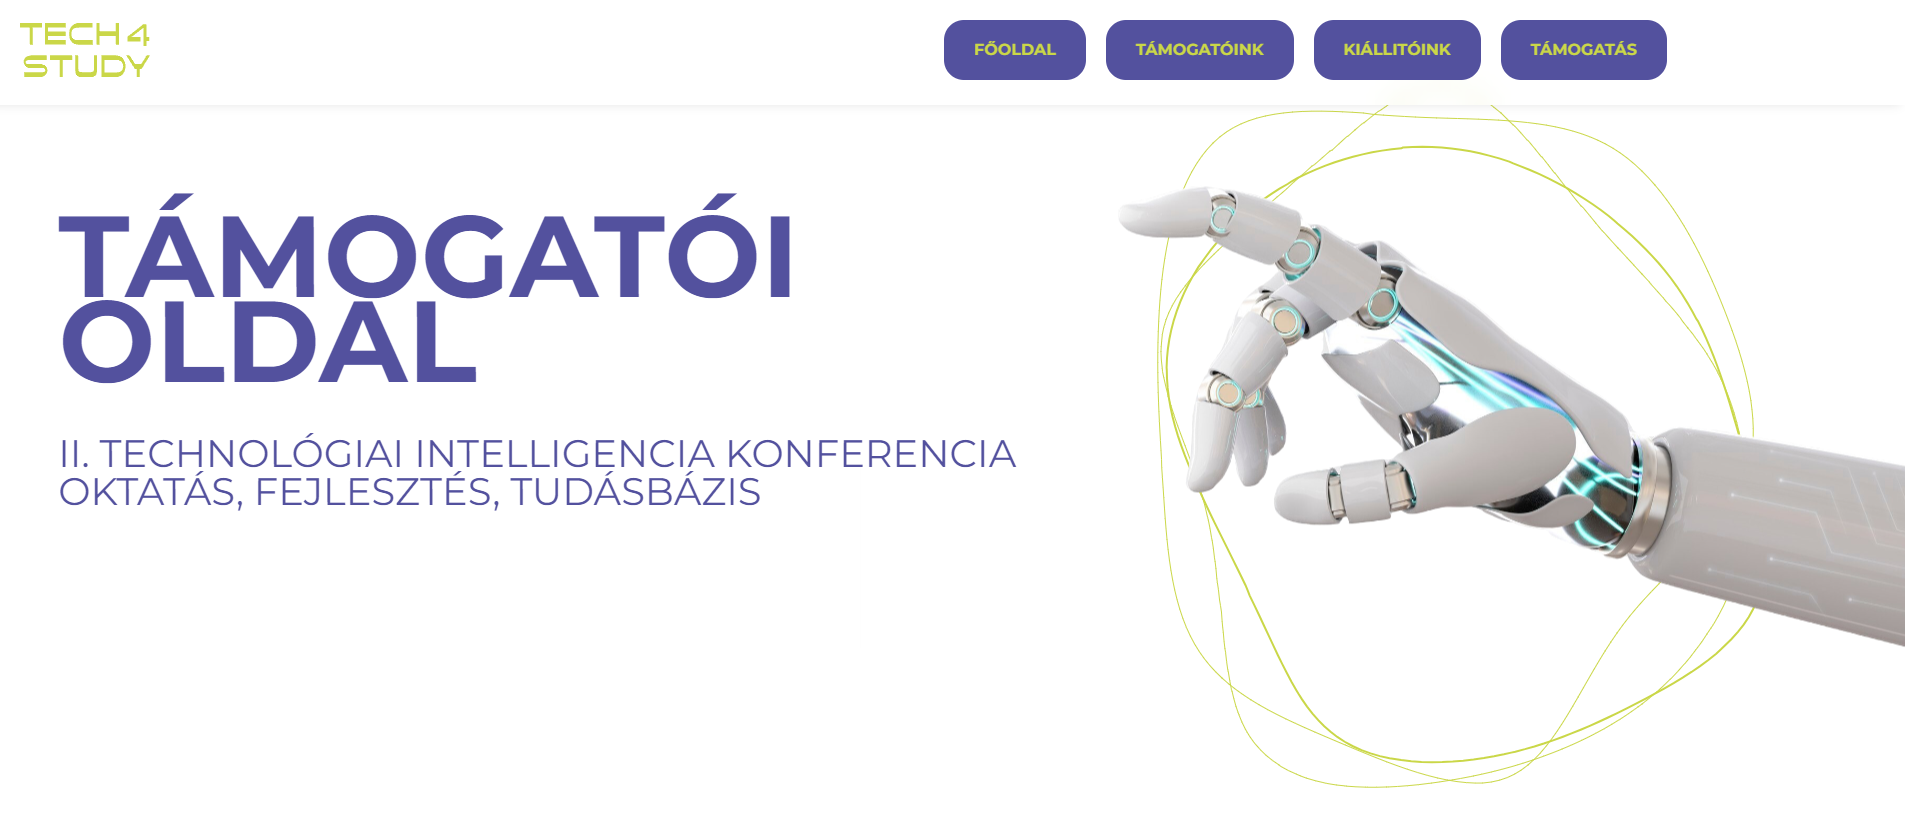 TECH 4
STUDY
FŐOLDAL
TÁMOGATÓINK
KIÁLLITÓINK
TÁMOGATÁS
TÁMOGATÓI
OLDAL
II. TECHNOLÓGIAI INTELLIGENCIA KONFERENCIA
OKTATÁS, FEJLESZTÉS, TUDÁSBÁZIS